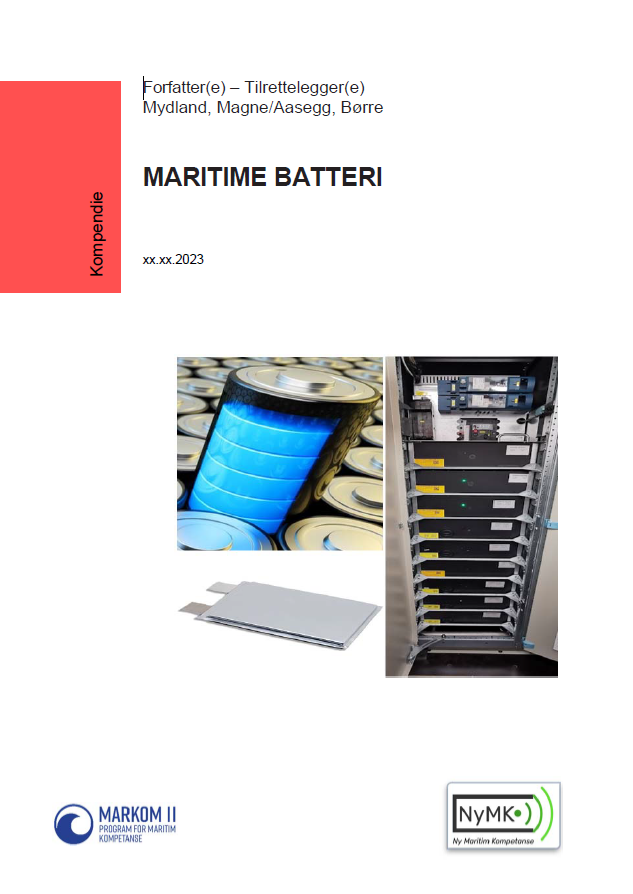 Forfatter(e) – Tilrettelegger(e)
Mydland, Magne/Aasegg, Børre
MARITIME BATTERI
Kompendie
xx.xx.2023
MARKOM II
PROGRAM FOR MARITIM
KOMPETANSE
NyMK
Ny Maritim Kompetanse